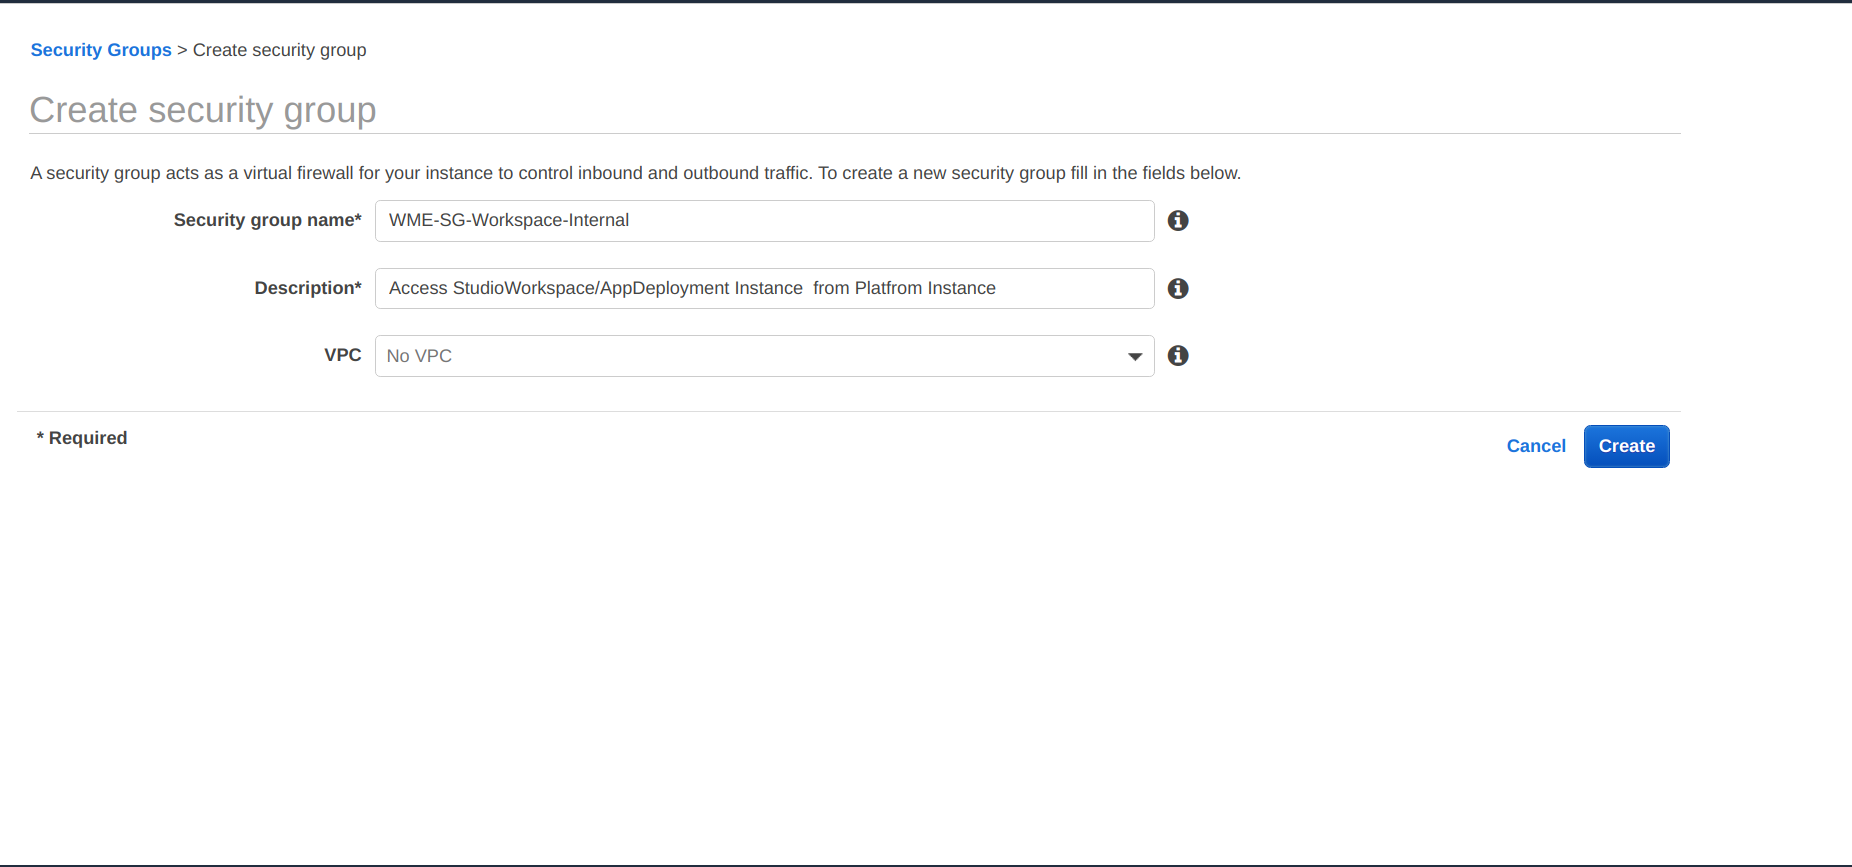 Security Groups > Create security group
Create security group
A security group acts as a virtual firewall for your instance to control inbound and outbound traffic. To create a new security group fill in the fields below.
Security group name* WME-SG-Workspace-Internal
Description* Access StudioWorkspace/AppDeployment Instance  from Platfrom Instance
VPC No VPC
* Required
Cancel Create